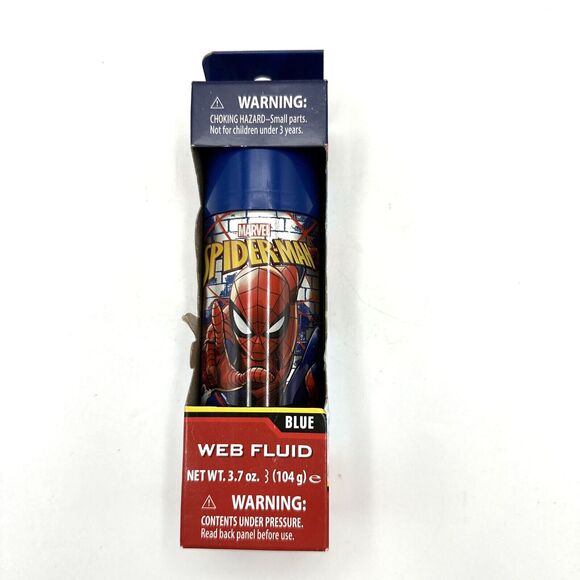 ⚠ WARNING:
CHOKING HAZARD–Small parts.
Not for children under 3 years.
MARVEL
SPIDER-MAN
BLUE
WEB FLUID
NET WT. 3.7 oz. (104 g) ℮
⚠ WARNING:
CONTENTS UNDER PRESSURE.
Read back panel before use.